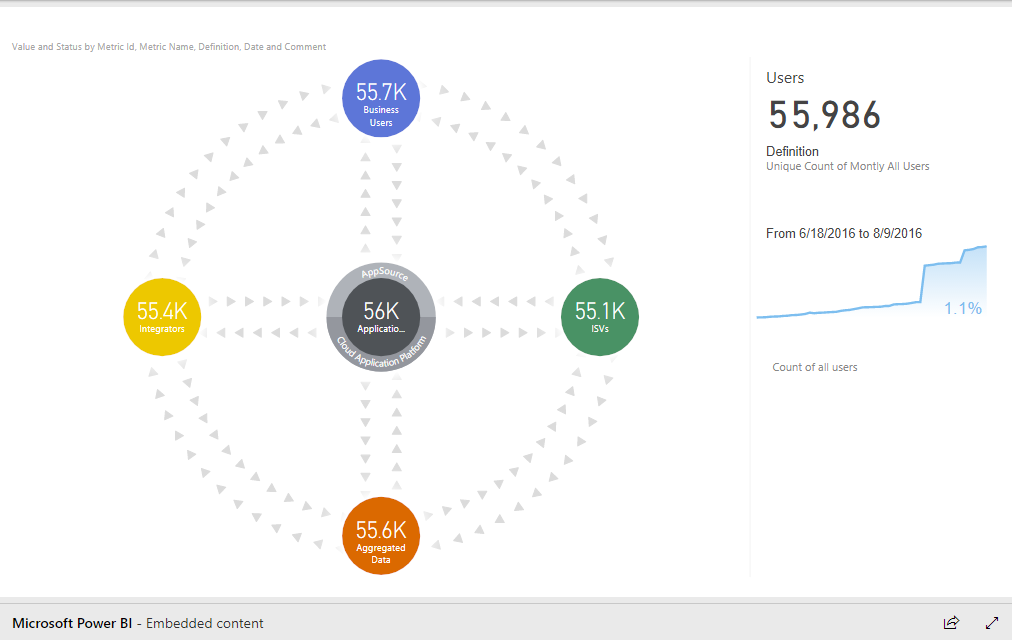 Value and Status by Metric Id, Metric Name, Definition, Date and Comment
55.7K
Business
Users
55.4K
Integrators
AppSource
56K
Applicatio...
Cloud Application Platform
55.1K
ISVs
55.6K
Aggregated
Data
Users
55,986
Definition
Unique Count of Montly All Users
From 6/18/2016 to 8/9/2016
1.1%
Count of all users
Microsoft Power BI - Embedded content